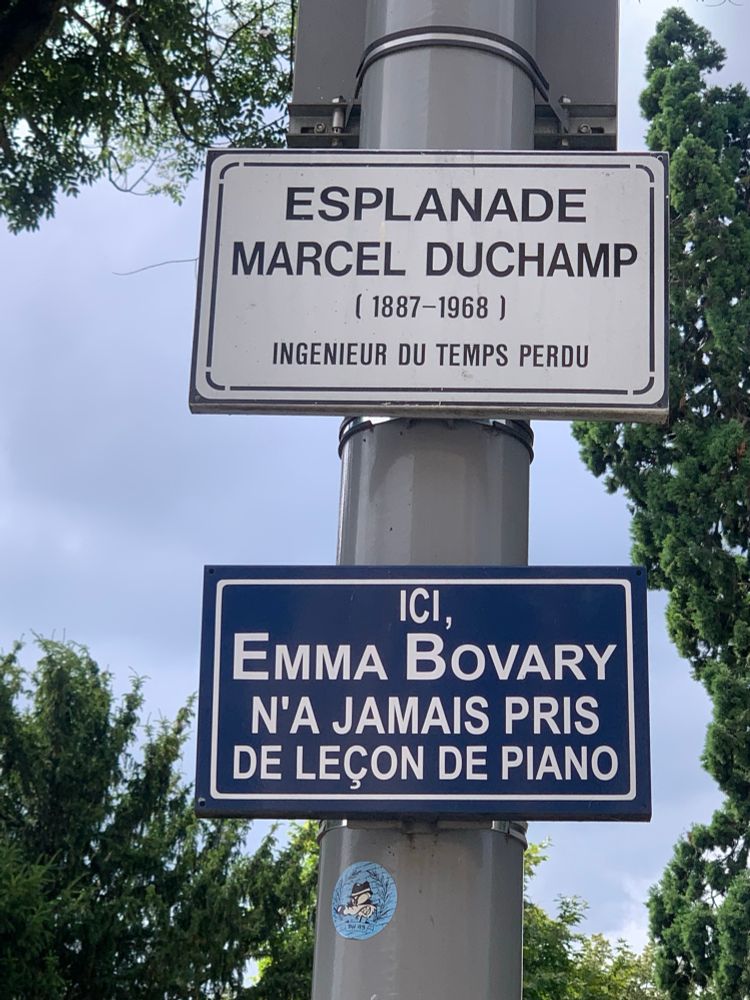 ESPLANADE
MARCEL DUCHAMP
( 1887–1968 )
INGENIEUR DU TEMPS PERDU
ICI,
EMMA BOVARY
N'A JAMAIS PRIS
DE LEÇON DE PIANO